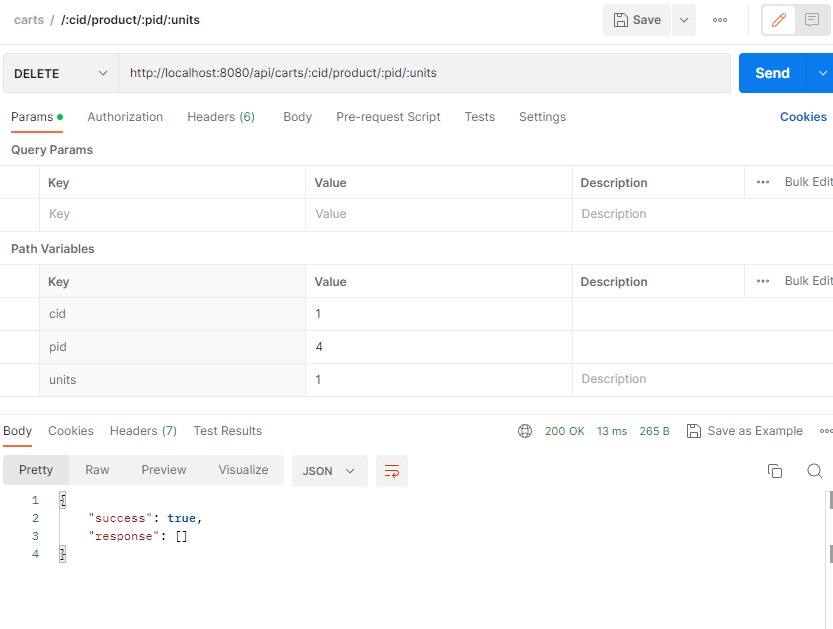 carts / /:cid/product/:pid/:units Save
DELETE http://localhost:8080/api/carts/:cid/product/:pid/:units Send
Params Authorization Headers (6) Body Pre-request Script Tests Settings Cookies
Query Params
Key Value Description Bulk Edit
Key Value Description
Path Variables
Key Value Description Bulk Edit
cid 1
pid 4
units 1 Description
Body Cookies Headers (7) Test Results 200 OK 13 ms 265 B Save as Example
Pretty Raw Preview Visualize JSON
1 {
2 "success": true,
3 "response": []
4 }